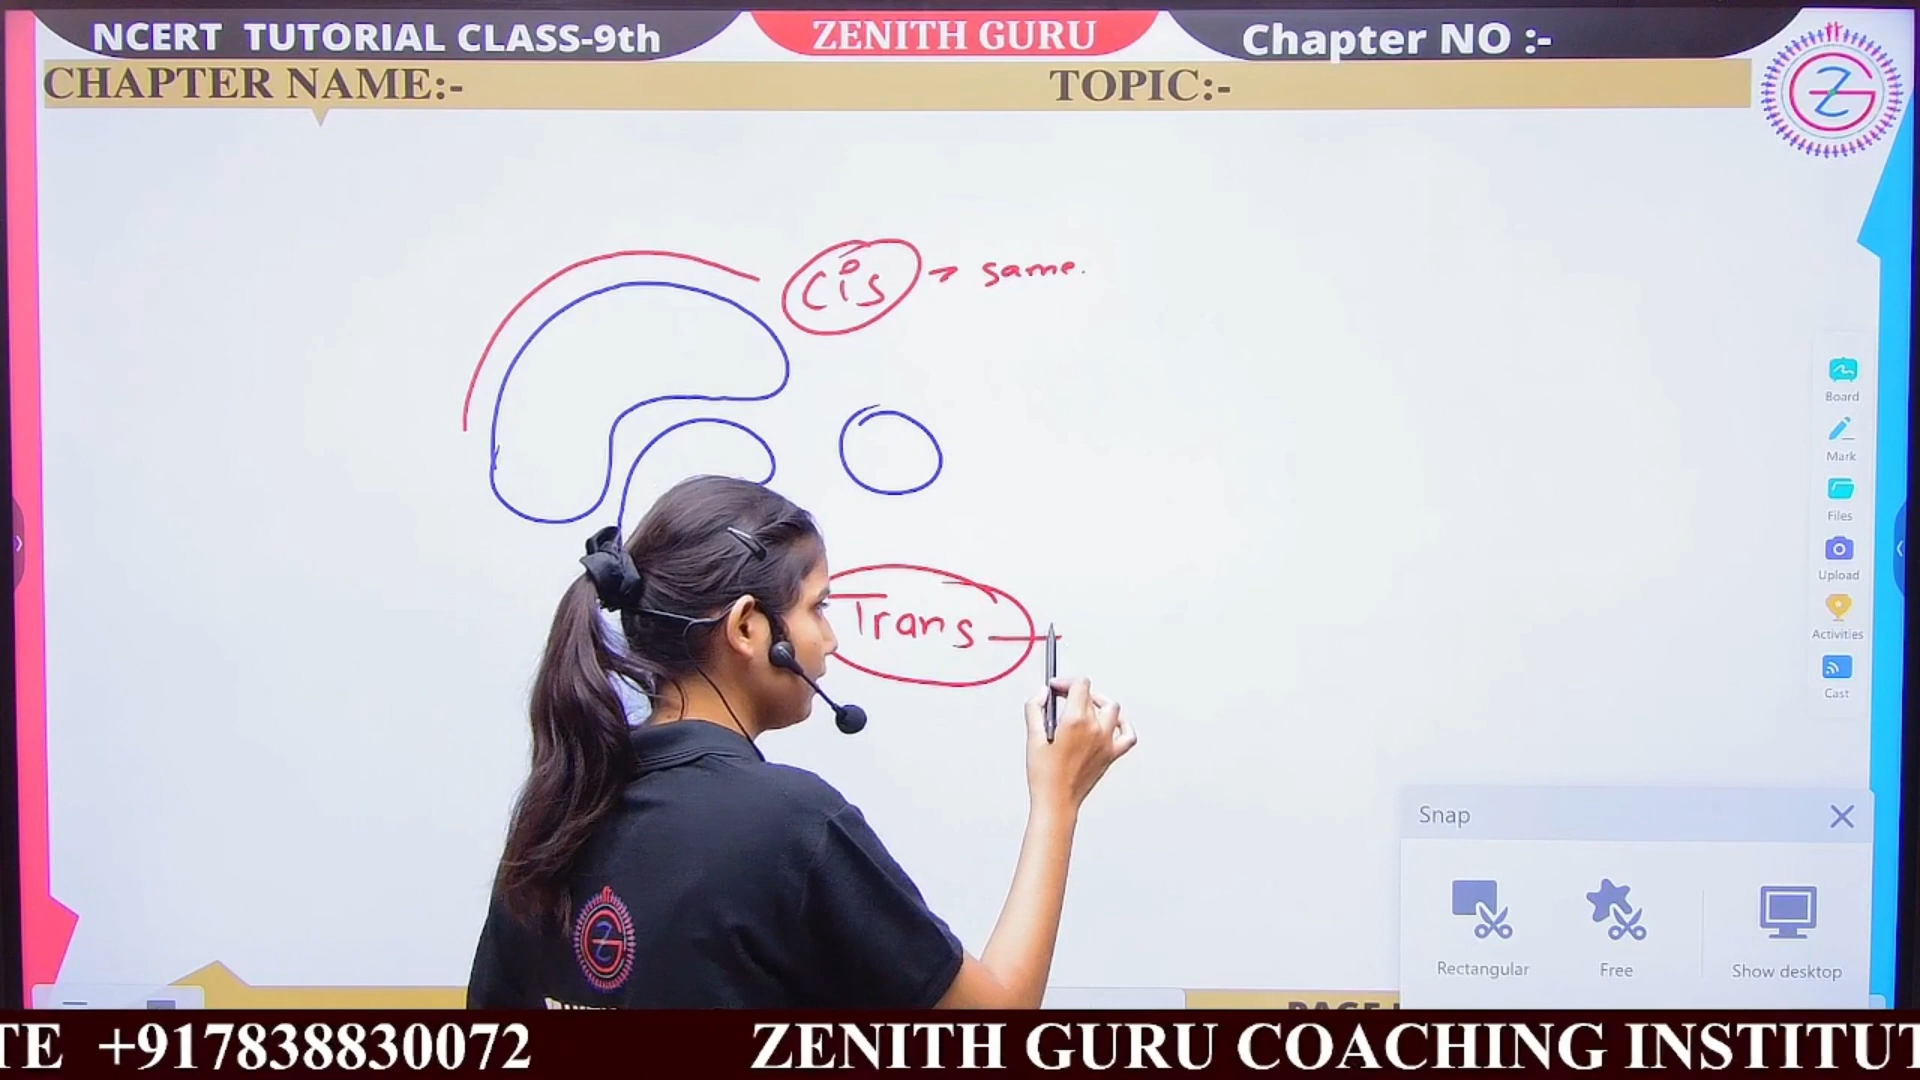 NCERT TUTORIAL CLASS-9th
ZENITH GURU
Chapter NO :-
CHAPTER NAME:-
TOPIC:-
Cis → same.
Trans —
Board
Mark
Files
Upload
Activities
Cast
Snap
Rectangular
Free
Show desktop
TE +917838830072 ZENITH GURU COACHING INSTITUT